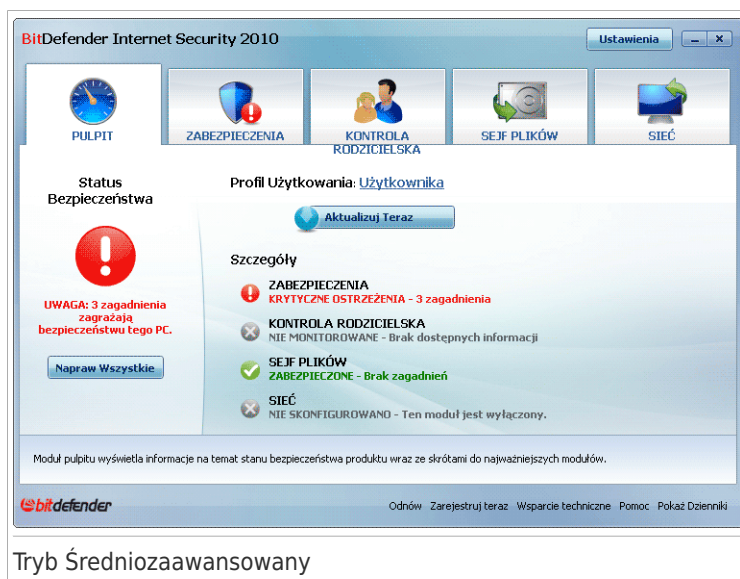 BitDefender Internet Security 2010
Ustawienia
PULPIT
ZABEZPIECZENIA
KONTROLA
RODZICIELSKA
SEJF PLIKÓW
SIEĆ
Status
Bezpieczeństwa
UWAGA: 3 zagadnienia
zagrażają
bezpieczeństwu tego PC.
Napraw Wszystkie
Profil Użytkowania: Użytkownika
Aktualizuj Teraz
Szczegóły
ZABEZPIECZENIA
KRYTYCZNE OSTRZEŻENIA - 3 zagadnienia
KONTROLA RODZICIELSKA
NIE MONITOROWANE - Brak dostępnych informacji
SEJF PLIKÓW
ZABEZPIECZONE - Brak zagadnień
SIEĆ
NIE SKONFIGUROWANO - Ten moduł jest wyłączony.
Moduł pulpitu wyświetla informacje na temat stanu bezpieczeństwa produktu wraz ze skrótami do najważniejszych modułów.
bitdefender
Odnów Zarejestruj teraz Wsparcie techniczne Pomoc Pokaż Dzienniki
Tryb Średniozaawansowany